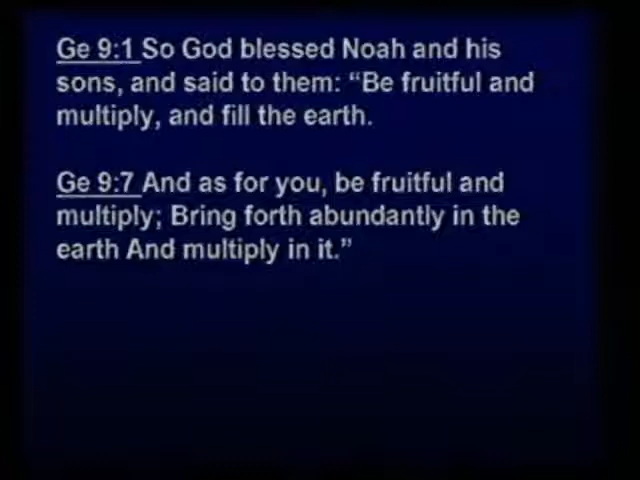 Ge 9:1 So God blessed Noah and his
sons, and said to them: “Be fruitful and
multiply, and fill the earth.
Ge 9:7 And as for you, be fruitful and
multiply; Bring forth abundantly in the
earth And multiply in it.”